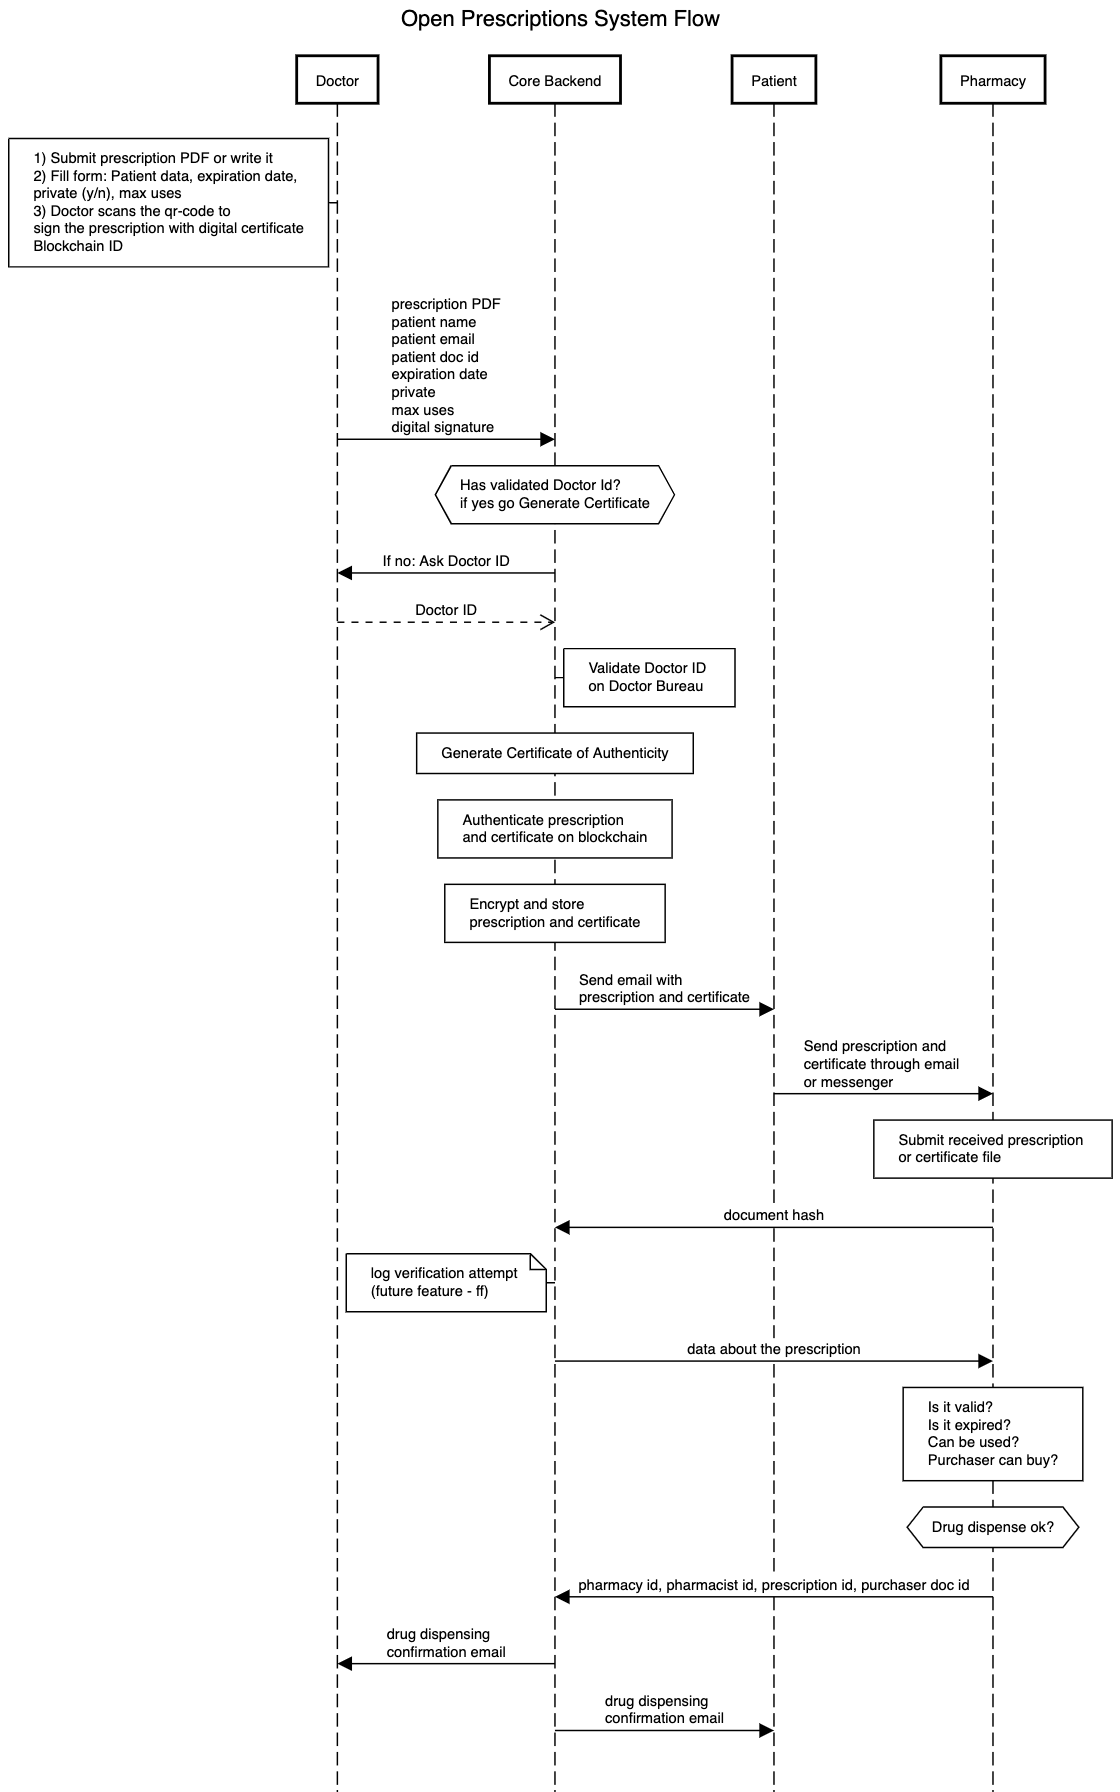 Open Prescriptions System Flow
Doctor
Core Backend
Patient
Pharmacy
1) Submit prescription PDF or write it
2) Fill form: Patient data, expiration date,
private (y/n), max uses
3) Doctor scans the qr-code to
sign the prescription with digital certificate
Blockchain ID
prescription PDF
patient name
patient email
patient doc id
expiration date
private
max uses
digital signature
Has validated Doctor Id?
if yes go Generate Certificate
If no: Ask Doctor ID
Doctor ID
Validate Doctor ID
on Doctor Bureau
Generate Certificate of Authenticity
Authenticate prescription
and certificate on blockchain
Encrypt and store
prescription and certificate
Send email with
prescription and certificate
Send prescription and
certificate through email
or messenger
Submit received prescription
or certificate file
document hash
log verification attempt
(future feature - ff)
data about the prescription
Is it valid?
Is it expired?
Can be used?
Purchaser can buy?
Drug dispense ok?
pharmacy id, pharmacist id, prescription id, purchaser doc id
drug dispensing
confirmation email
drug dispensing
confirmation email